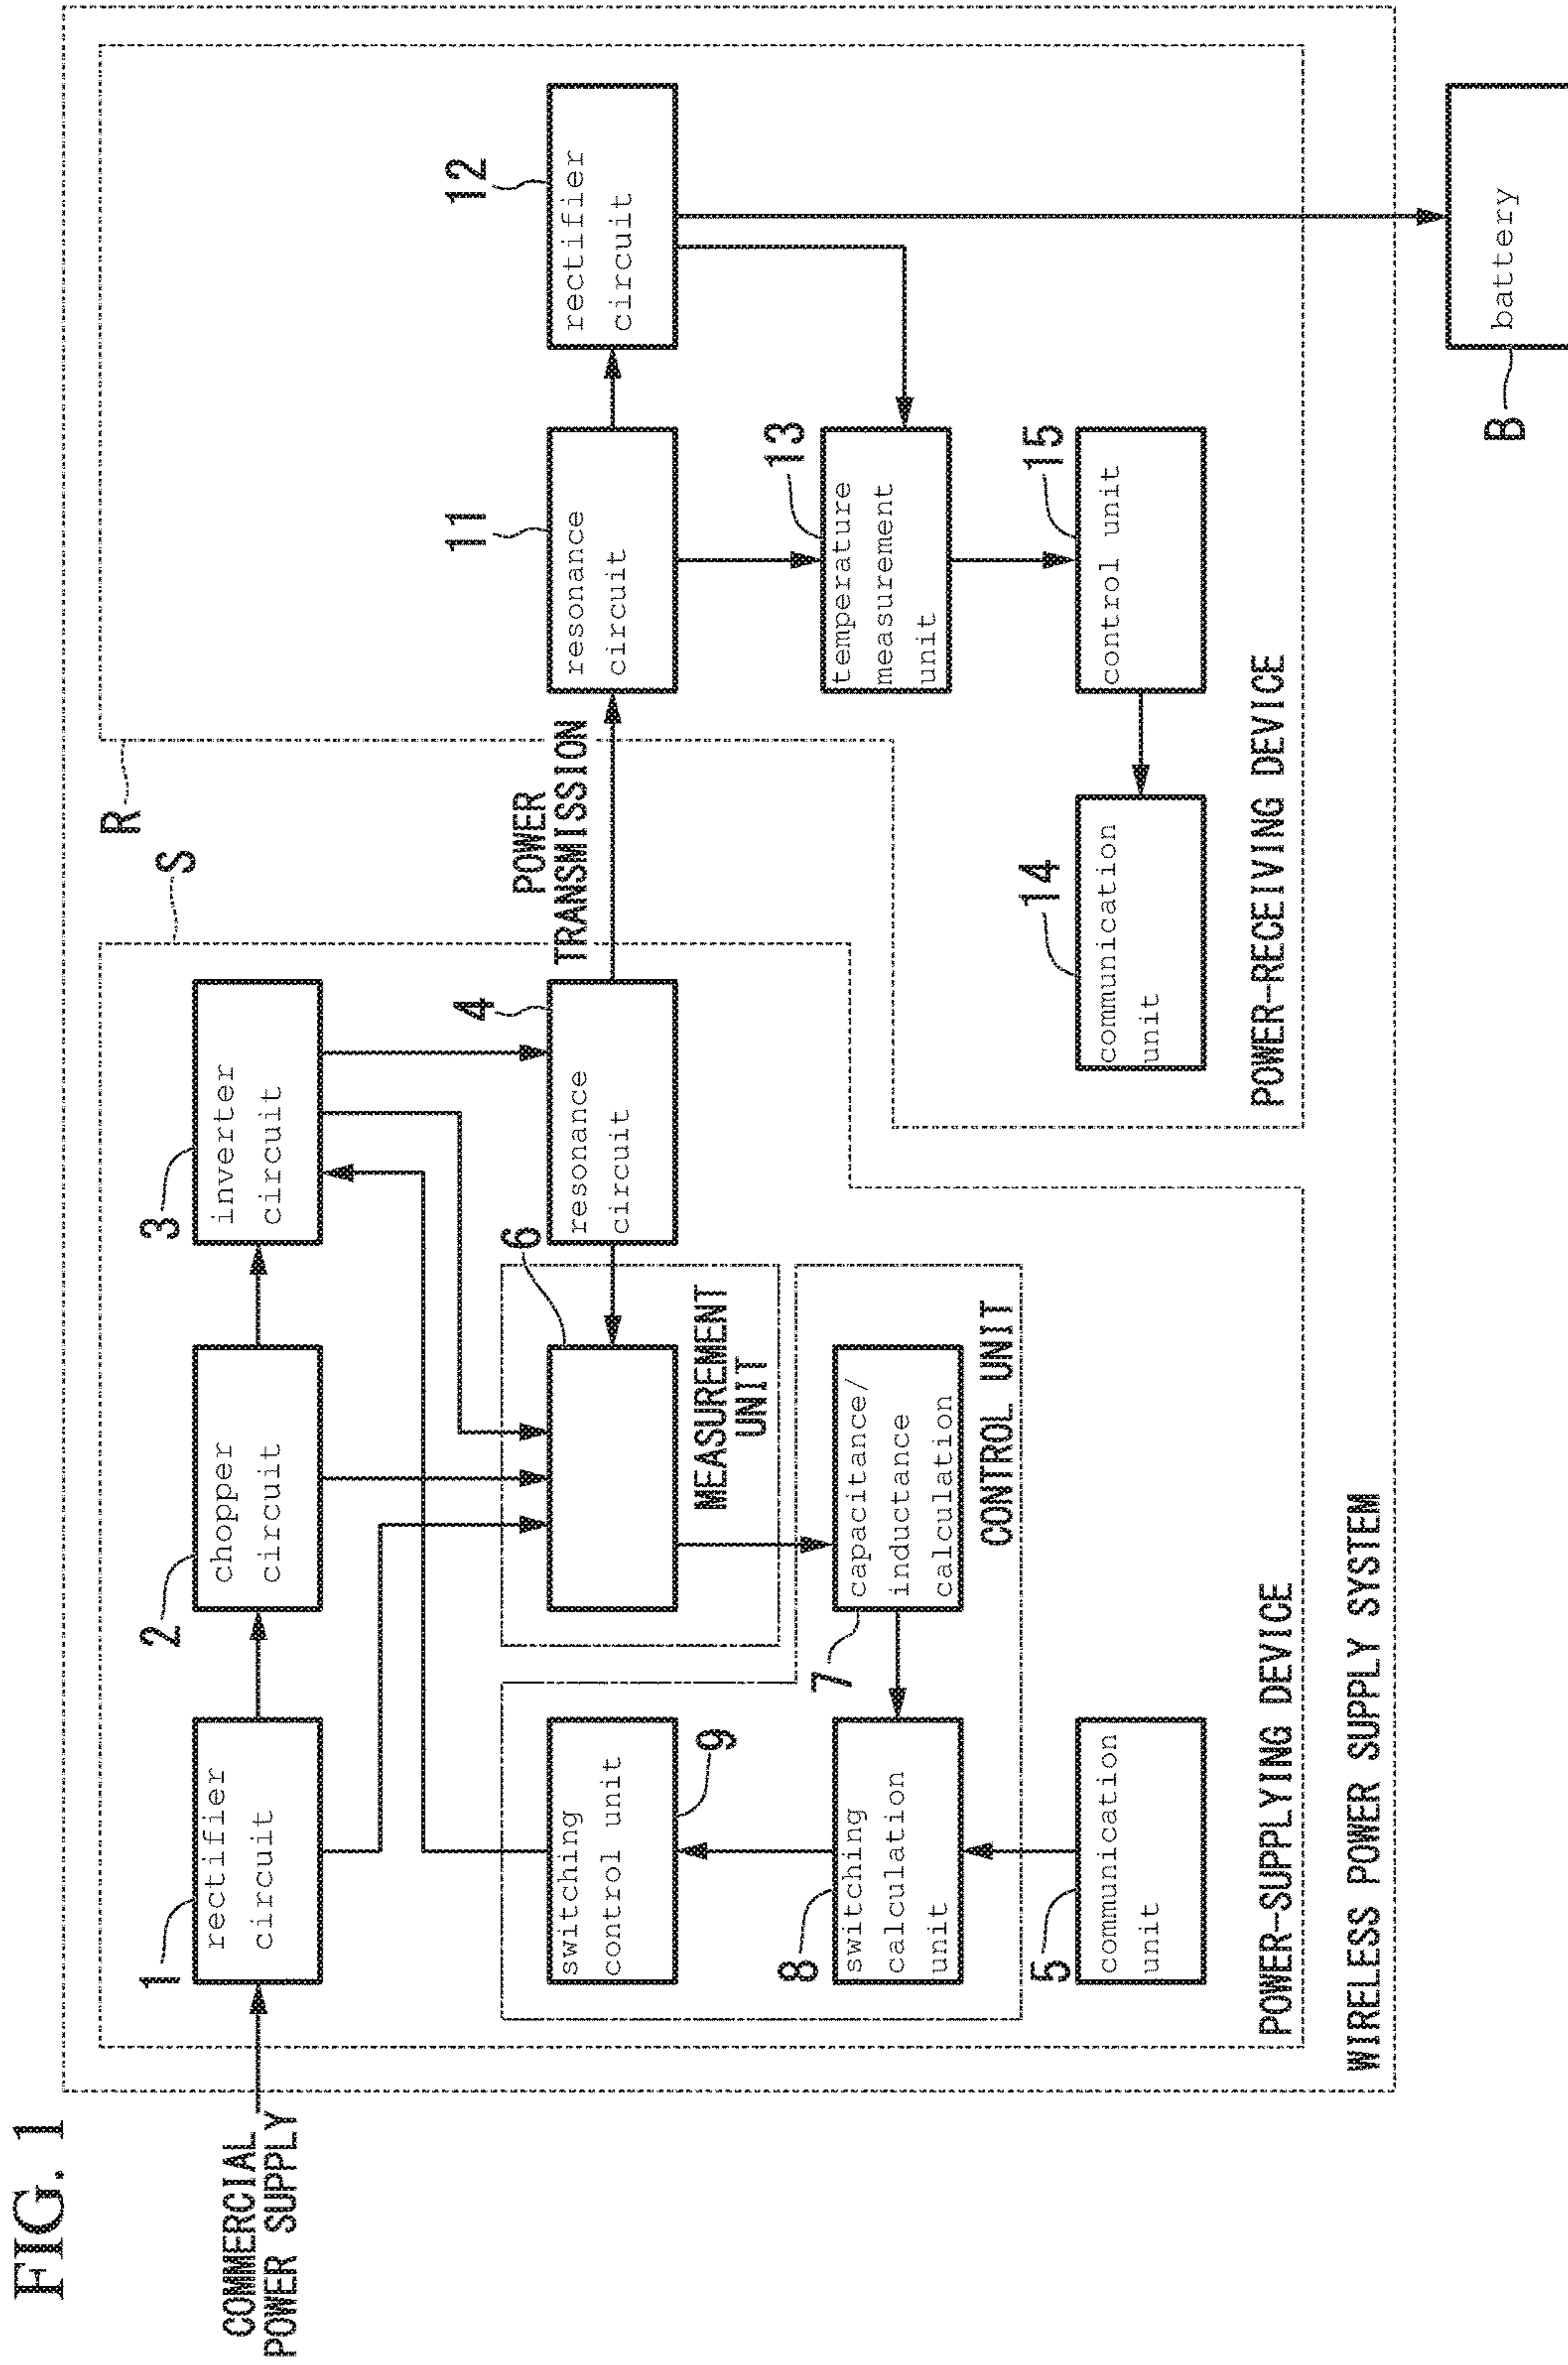 FIG. 1
COMMERCIAL
POWER SUPPLY
1
rectifier
circuit
2
chopper
circuit
3
inverter
circuit
S
R
4
resonance
circuit
POWER
TRANSMISSION
11
resonance
circuit
12
rectifier
circuit
6
MEASUREMENT
UNIT
9
switching
control unit
7
capacitance/
inductance
calculation
8
switching
calculation
unit
CONTROL UNIT
5
communication
unit
13
temperature
measurement
unit
15
control unit
14
communication
unit
POWER-SUPPLYING DEVICE
POWER-RECEIVING DEVICE
WIRELESS POWER SUPPLY SYSTEM
B
battery